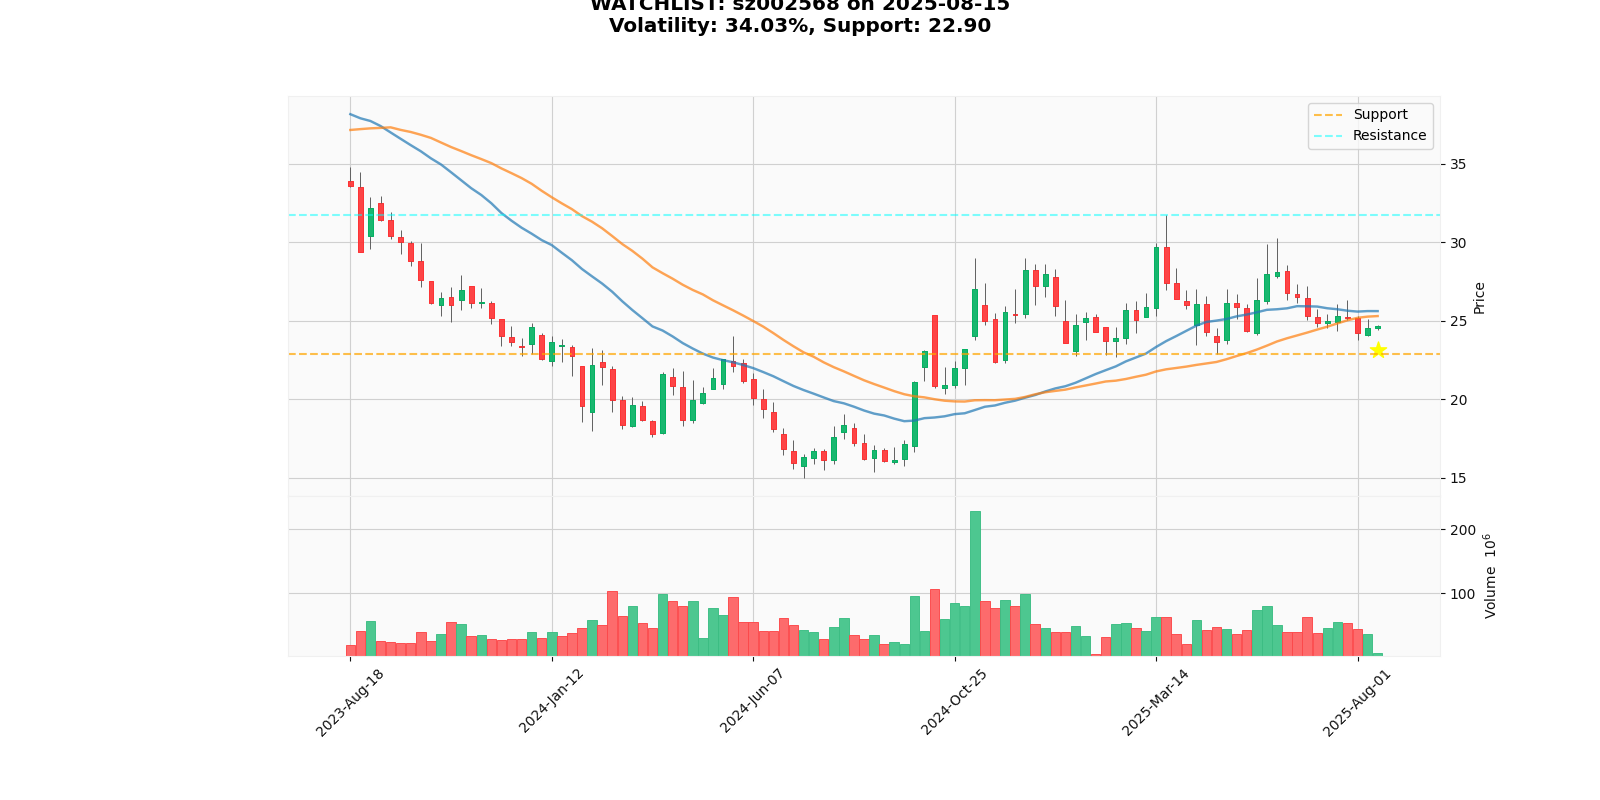 WATCHLIST: sz002568 on 2025-08-15
Volatility: 34.03%, Support: 22.90
Support
Resistance
35
30
25
20
15
Price
200
100
Volume 10⁶
2023-Aug-18
2024-Jan-12
2024-Jun-07
2024-Oct-25
2025-Mar-14
2025-Aug-01